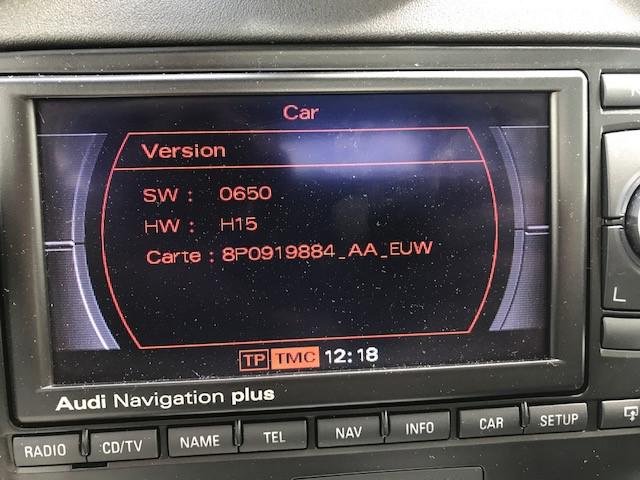 Car
Version
SW : 0650
HW : H15
Carte : 8P0919884_AA_EUW
TP TMC 12:18
Audi Navigation plus
RADIO CD/TV NAME TEL NAV INFO CAR SETUP
L